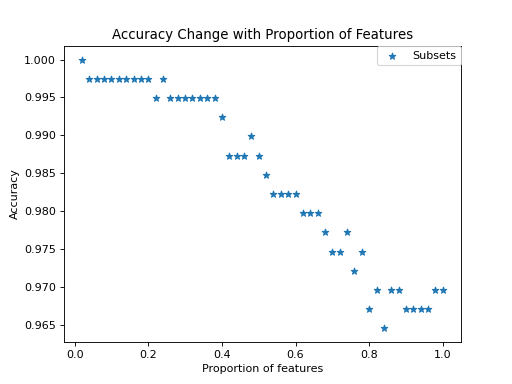 Accuracy Change with Proportion of Features
Subsets
1.000
0.995
0.990
0.985
0.980
0.975
0.970
0.965
Accuracy
0.0 0.2 0.4 0.6 0.8 1.0
Proportion of features